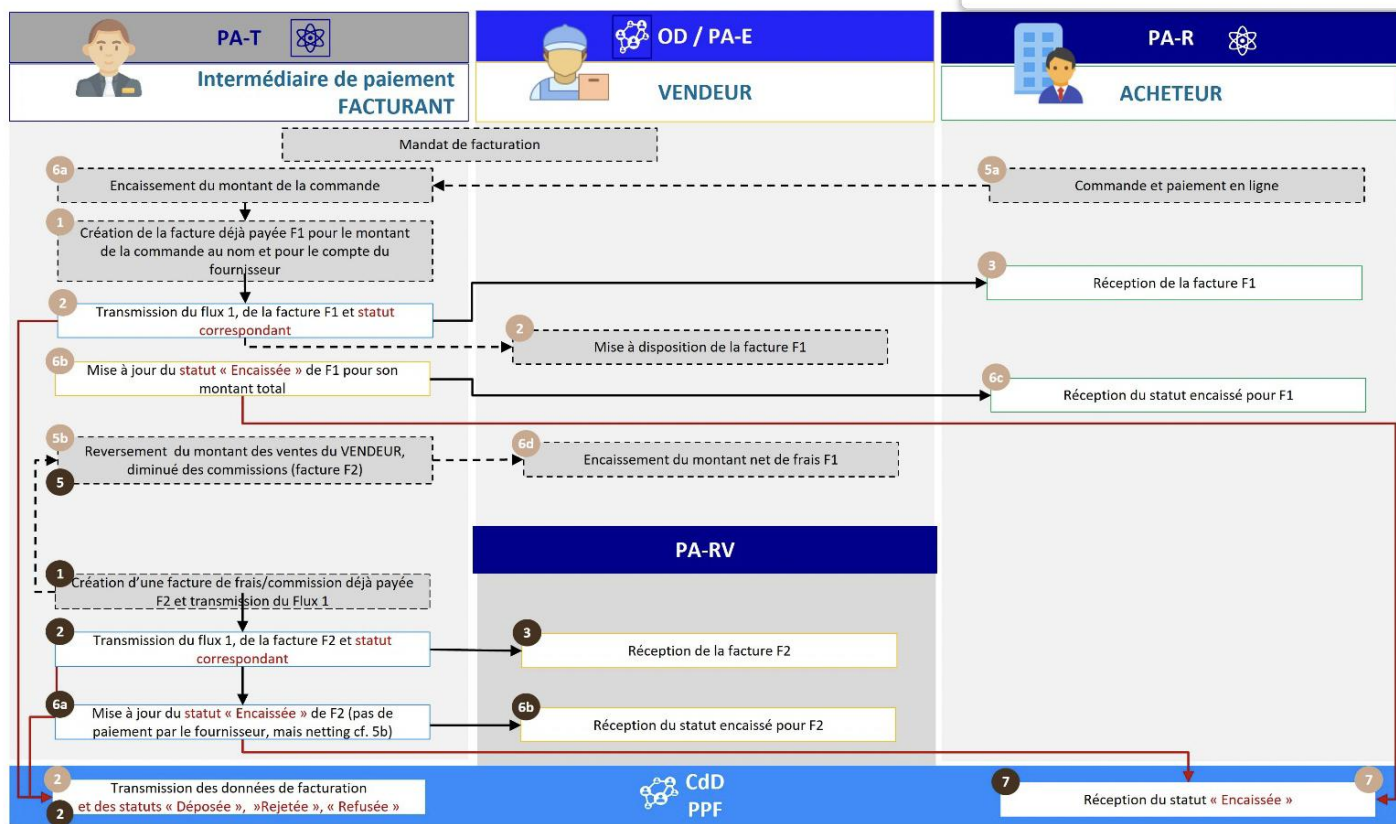 PA-T
OD / PA-E
PA-R
Intermédiaire de paiement
FACTURANT
VENDEUR
ACHETEUR
Mandat de facturation
6a
Encaissement du montant de la commande
5a
Commande et paiement en ligne
1
Création de la facture déjà payée F1 pour le montant
de la commande au nom et pour le compte du
fournisseur
3
Réception de la facture F1
2
Transmission du flux 1, de la facture F1 et statut
correspondant
2
Mise à disposition de la facture F1
6b
Mise à jour du statut « Encaissée » de F1 pour son
montant total
6c
Réception du statut encaissé pour F1
5b
5
Reversement du montant des ventes du VENDEUR,
diminué des commissions (facture F2)
6d
Encaissement du montant net de frais F1
PA-RV
1
Création d’une facture de frais/commission déjà payée
F2 et transmission du Flux 1
2
Transmission du flux 1, de la facture F2 et statut
correspondant
3
Réception de la facture F2
6a
Mise à jour du statut « Encaissée » de F2 (pas de
paiement par le fournisseur, mais netting cf. 5b)
6b
Réception du statut encaissé pour F2
2
2
Transmission des données de facturation
et des statuts « Déposée », »Rejetée », « Refusée »
CdD
PPF
7
Réception du statut « Encaissée »
7